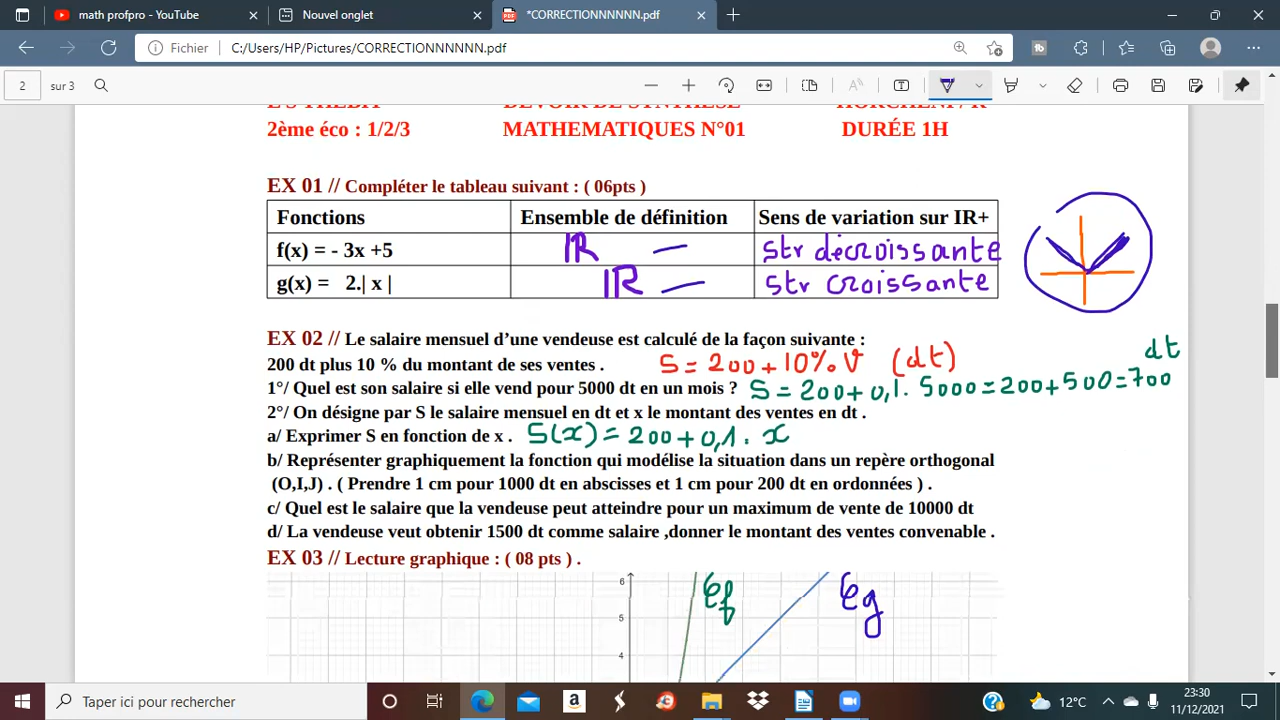 math profpro - YouTube
Nouvel onglet
*CORRECTIONNNNNN.pdf
Fichier C:/Users/HP/Pictures/CORRECTIONNNNNN.pdf
2 sur 3
2ème éco : 1/2/3 MATHEMATIQUES N°01 DURÉE 1H
EX 01 // Compléter le tableau suivant : ( 06pts )
Fonctions Ensemble de définition Sens de variation sur IR+
f(x) = - 3x +5 IR Str décroissante
g(x) = 2.| x | IR Str croissante
EX 02 // Le salaire mensuel d’une vendeuse est calculé de la façon suivante :
200 dt plus 10 % du montant de ses ventes . S = 200 + 10% V (dt)
dt
1°/ Quel est son salaire si elle vend pour 5000 dt en un mois ? S = 200 + 0,1 . 5000 = 200 + 500 = 700
2°/ On désigne par S le salaire mensuel en dt et x le montant des ventes en dt .
a/ Exprimer S en fonction de x . S(x) = 200 + 0,1 . x
b/ Représenter graphiquement la fonction qui modélise la situation dans un repère orthogonal
(O,I,J) . ( Prendre 1 cm pour 1000 dt en abscisses et 1 cm pour 200 dt en ordonnées ) .
c/ Quel est le salaire que la vendeuse peut atteindre pour un maximum de vente de 10000 dt
d/ La vendeuse veut obtenir 1500 dt comme salaire ,donner le montant des ventes convenable .
EX 03 // Lecture graphique : ( 08 pts ) .
6 Cf Cg
5
4
Taper ici pour rechercher
12°C
23:30
11/12/2021